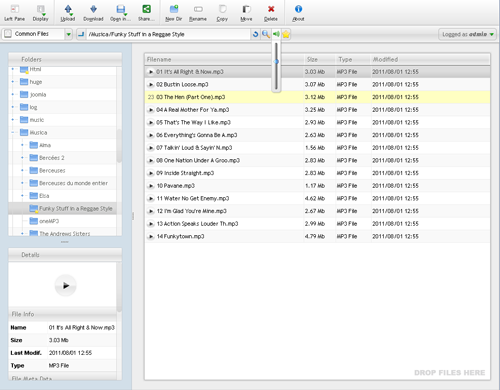 Left Pane Display Upload Download Open in... Share... New Dir Rename Copy Move Delete About
Common Files /Musica/Funky Stuff In a Reggae Style Logged as admin
Folders
Html
huge
joomla
log
music
Musica
Alma
Bercées 2
Berceuses
Berceuses du monde entier
Elsa
Funky Stuff In a Reggae Style
oneMP3
The Andrews Sisters
Details
File Info
Name 01 It's All Right & Now.mp3
Size 3.03 Mb
Last Modif. 2011/08/01 12:55
Type MP3 File
File Meta Data
Filename Size Type Modified
01 It's All Right & Now.mp3 3.03 Mb MP3 File 2011/08/01 12:55
02 Bustin Loose.mp3 3.07 Mb MP3 File 2011/08/01 12:55
23 03 The Hen (Part One).mp3 3.12 Mb MP3 File 2011/08/01 12:55
04 A Real Mother For Ya.mp3 3.25 Mb MP3 File 2011/08/01 12:55
05 That's The Way I Like.mp3 2.93 Mb MP3 File 2011/08/01 12:55
06 Everything's Gonna Be A.mp3 2.63 Mb MP3 File 2011/08/01 12:55
07 Talkin' Loud & Sayin'.mp3 1.56 Mb MP3 File 2011/08/01 12:55
08 One Nation Under A Groo.mp3 2.83 Mb MP3 File 2011/08/01 12:55
09 Inside Straight.mp3 2.83 Mb MP3 File 2011/08/01 12:55
10 Pavane.mp3 1.17 Mb MP3 File 2011/08/01 12:55
11 Water No Get Enemy.mp3 4.62 Mb MP3 File 2011/08/01 12:55
12 I'm Glad You're Mine.mp3 2.67 Mb MP3 File 2011/08/01 12:55
13 Action Speaks Louder Th.mp3 2.99 Mb MP3 File 2011/08/01 12:55
14 Funkytown.mp3 4.79 Mb MP3 File 2011/08/01 12:55
DROP FILES HERE